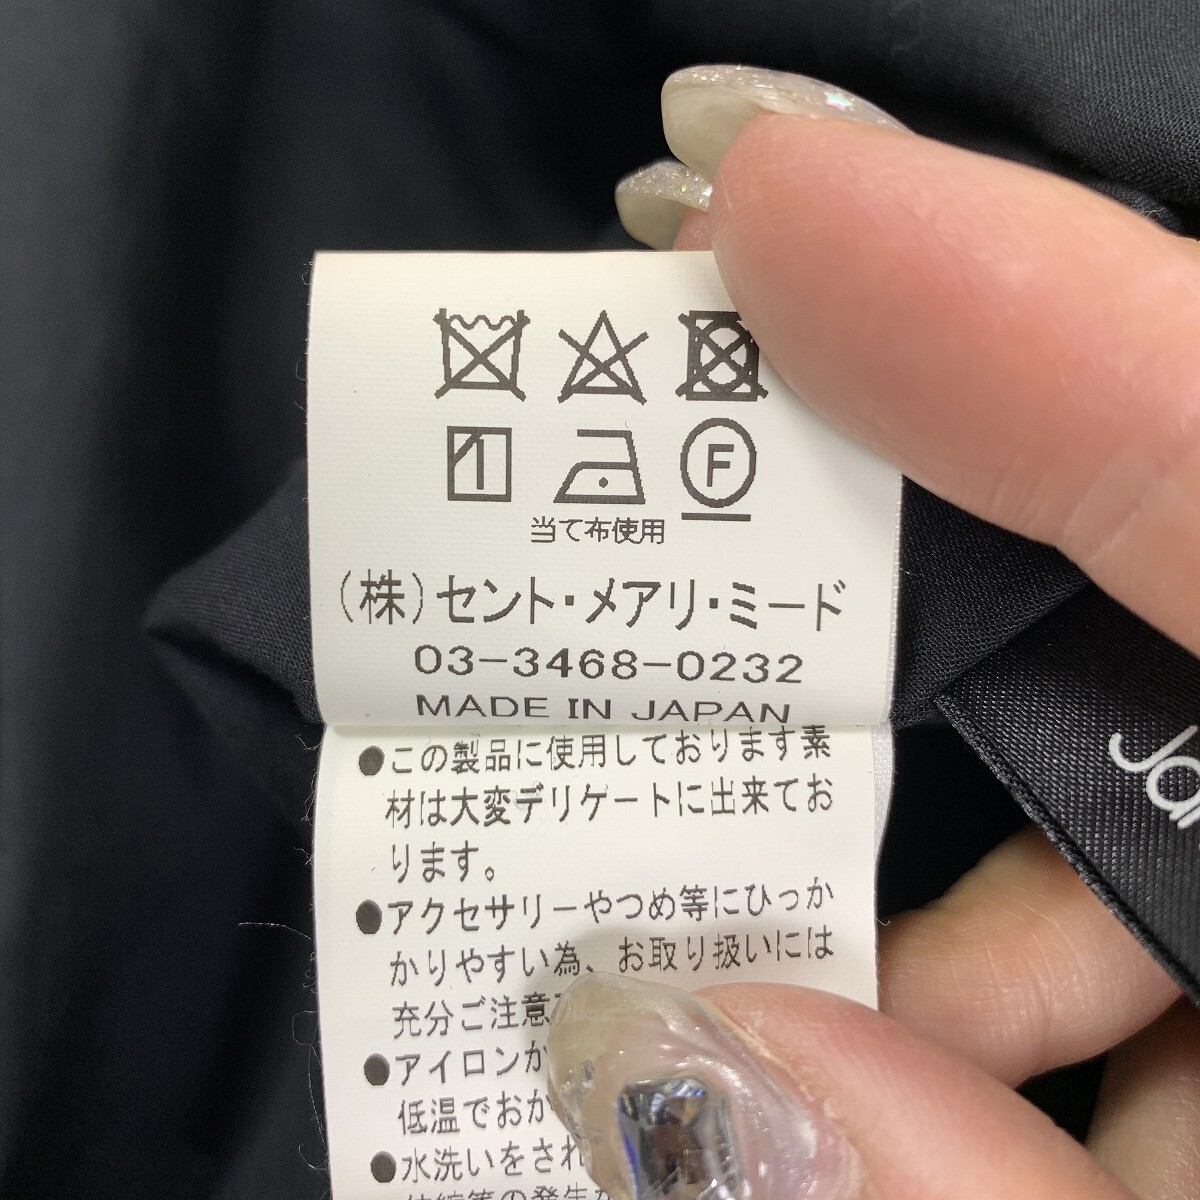 F
当て布使用
(株)セント・メアリ・ミード
03-3468-0232
MADE IN JAPAN
●この製品に使用しております素
材は大変デリケートに出来てお
ります。
●アクセサリーやつめ等にひっか
かりやすい為、お取り扱いには
充分ご注意
●アイロンか
低温でおか
●水洗いをされ
の発生が